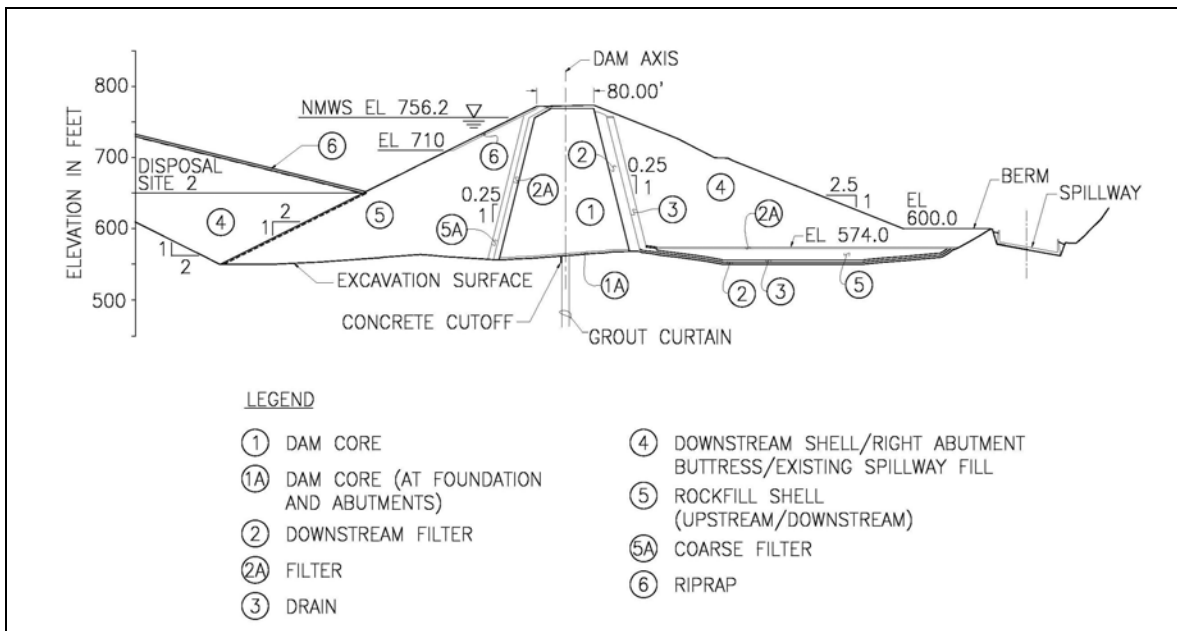 DAM AXIS
800
80.00'
NMWS EL 756.2
EL 710
6
6
700
DISPOSAL
SITE 2
ELEVATION IN FEET
2
0.25
1
4
2A
0.25
1
2.5
1
BERM
SPILLWAY
EL
600.0
4
1
2
5
1
3
2A
600
5A
EL 574.0
1
2
EXCAVATION SURFACE
1A
2
3
5
500
CONCRETE CUTOFF
GROUT CURTAIN
LEGEND
1 DAM CORE
1A DAM CORE (AT FOUNDATION
AND ABUTMENTS)
2 DOWNSTREAM FILTER
2A FILTER
3 DRAIN
4 DOWNSTREAM SHELL/RIGHT ABUTMENT
BUTTRESS/EXISTING SPILLWAY FILL
5 ROCKFILL SHELL
(UPSTREAM/DOWNSTREAM)
5A COARSE FILTER
6 RIPRAP